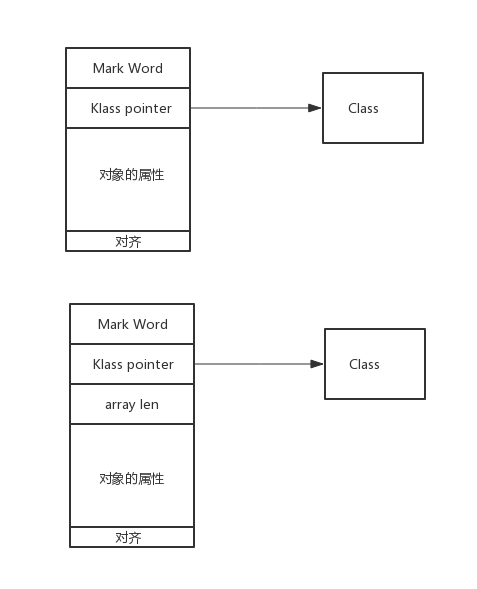 Mark Word
Klass pointer
Class
对象的属性
对齐
Mark Word
Klass pointer
Class
array len
对象的属性
对齐